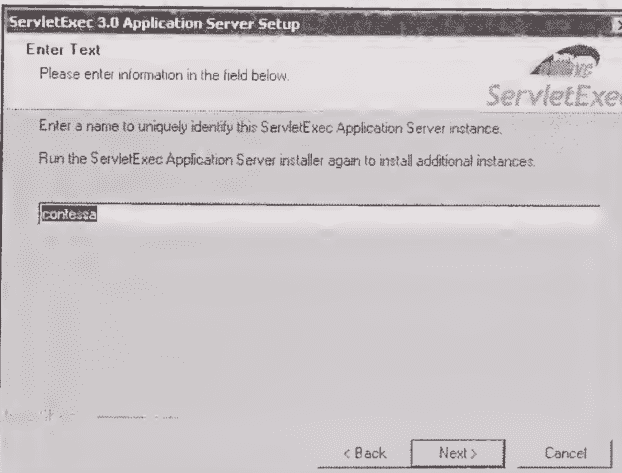 ServletExec 3.0 Application Server Setup
Enter Text
Please enter information in the field below.
ServletExec
Enter a name to uniquely identify this ServletExec Application Server instance.
Run the ServletExec Application Server installer again to install additional instances.
contessa
< Back
Next >
Cancel